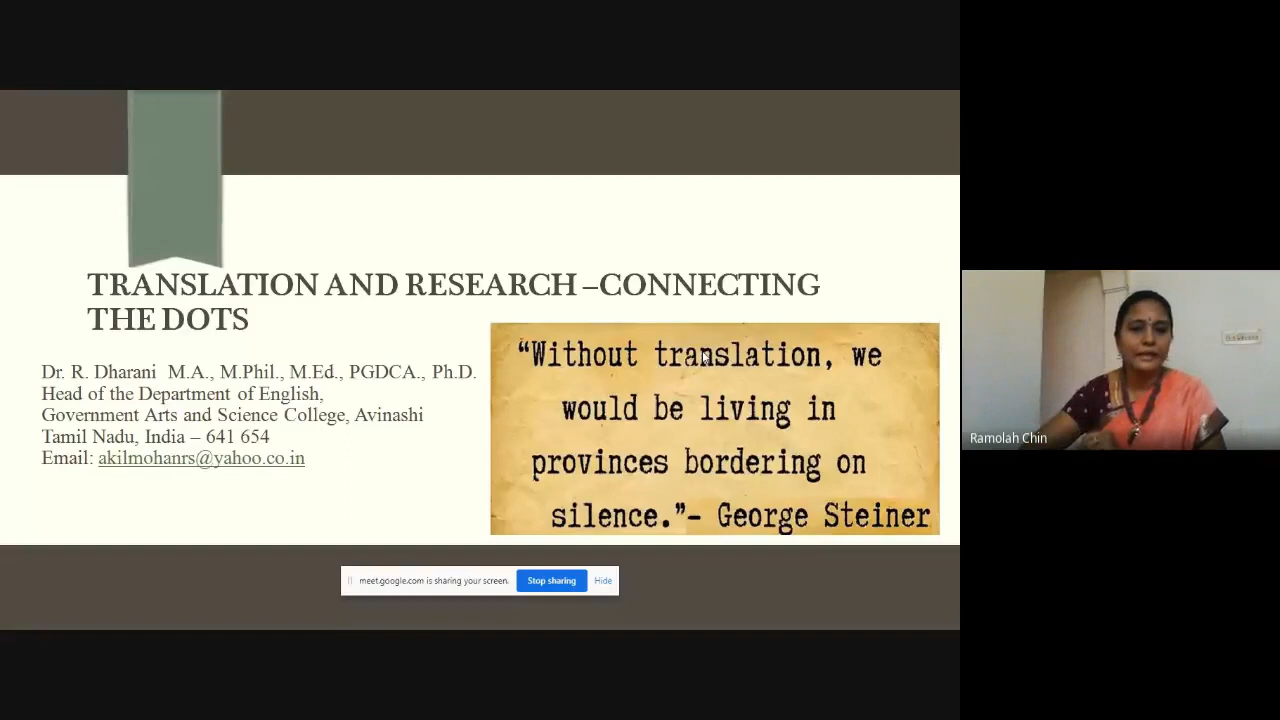 TRANSLATION AND RESEARCH –CONNECTING
THE DOTS
Dr. R. Dharani M.A., M.Phil., M.Ed., PGDCA., Ph.D.
Head of the Department of English,
Government Arts and Science College, Avinashi
Tamil Nadu, India – 641 654
Email: akilmohanrs@yahoo.co.in
“Without translation, we
would be living in
provinces bordering on
silence.”- George Steiner
meet.google.com is sharing your screen.
Stop sharing
Hide
Ramolah Chin